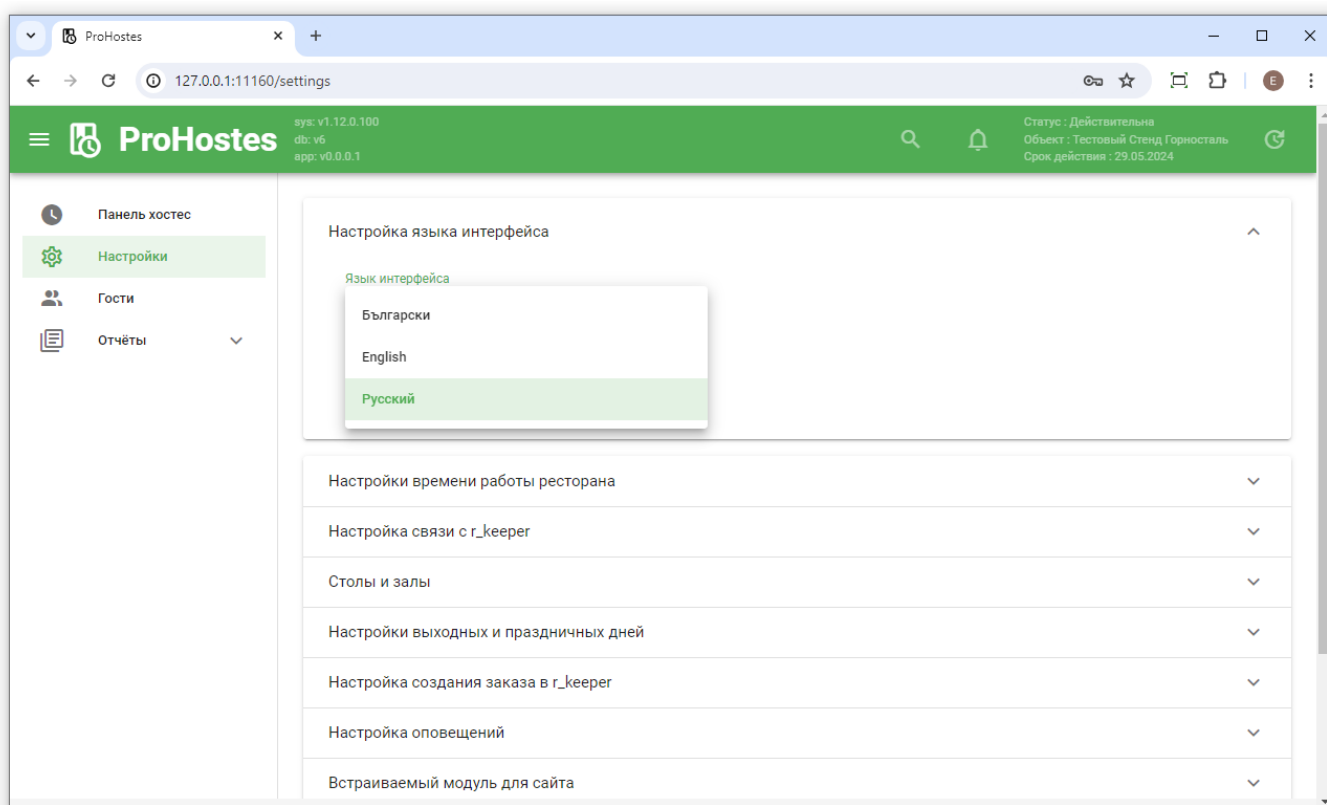 ProHostes
127.0.0.1:11160/settings
E
ProHostes
sys: v1.12.0.100
db: v6
app: v0.0.0.1
Статус : Действительна
Объект : Тестовый Стенд Горносталь
Срок действия : 29.05.2024
Панель хостес
Настройки
Гости
Отчёты
Настройка языка интерфейса
Язык интерфейса
Български
English
Русский
Настройки времени работы ресторана
Настройка связи с r_keeper
Столы и залы
Настройки выходных и праздничных дней
Настройка создания заказа в r_keeper
Настройка оповещений
Встраиваемый модуль для сайта